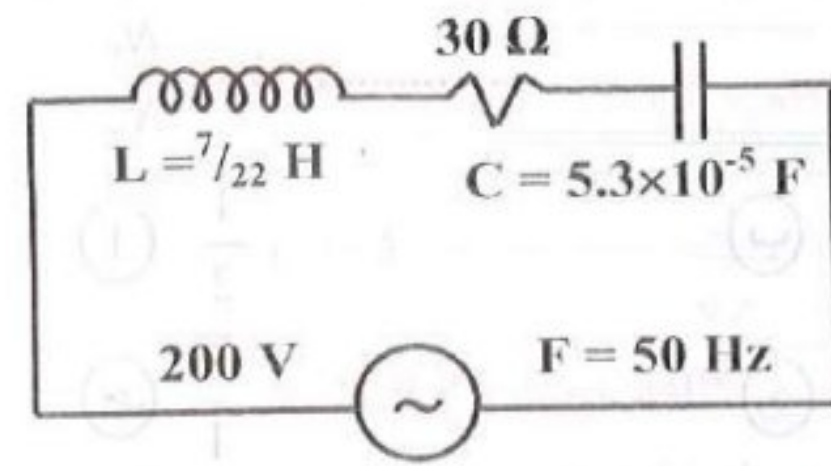 30 Ω
L = ⁷/₂₂ H
C = 5.3×10⁻⁵ F
200 V
F = 50 Hz
~